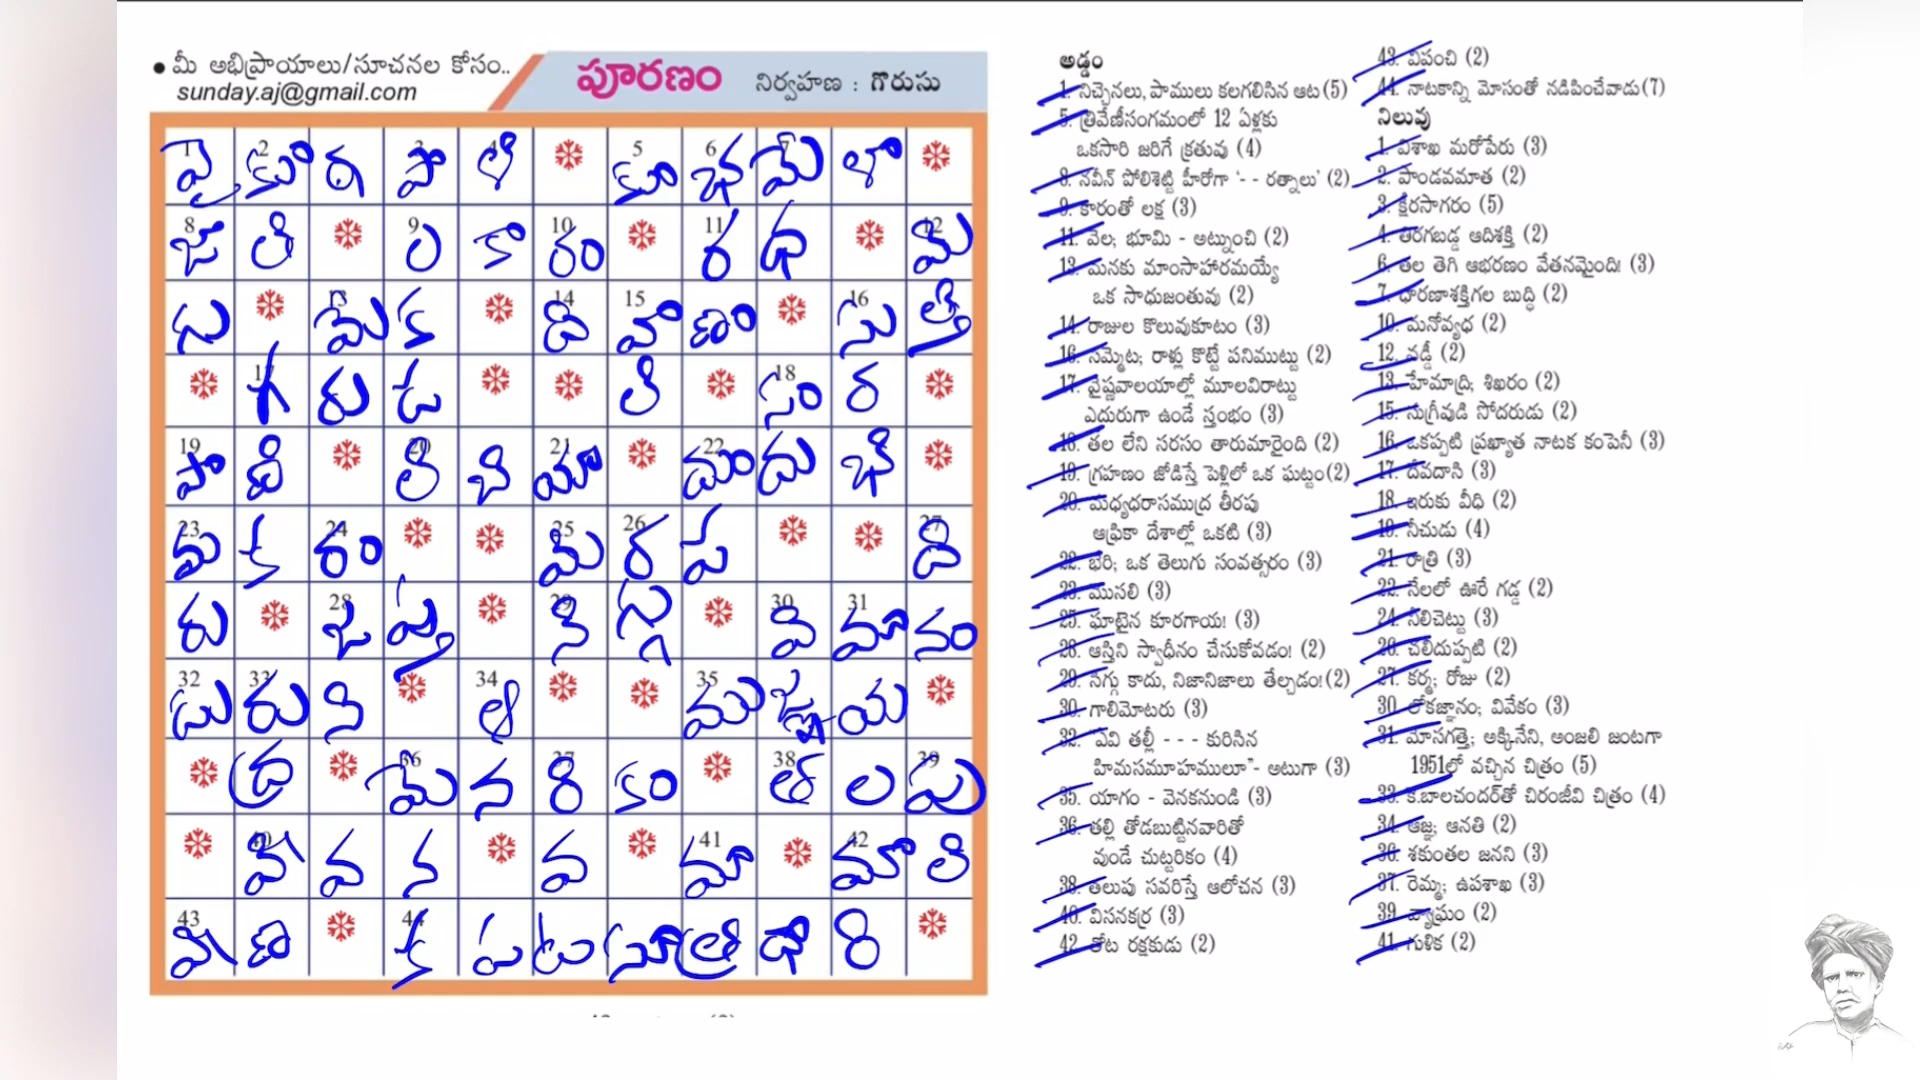 • మీ అభిప్రాయాలు/సూచనల కోసం..
sunday.aj@gmail.com
పూరణం నిర్వహణ : గొరుసు
పై కుం ఠ పా ళి కుం భ మే ళా
జ తి ల కా రం ర ధా మి
ను మే క ది వా ణం సు త్తి
గ రు డ లి సం ర
పా ణి లి బి యా దుం దు భి
మ క రం మి ర ప ది
రు జ ప్తు ని గ్గు వి మా నం
డు రు ని ఆ ము జ్ఞ య
ద్ర మే న రి కం త ల పు
వీ వ న వ మా మా లి
వీ ణ క ప ట సూ త్ర ధా రి
అడ్డం
1. నిచ్చెనలు, పాములు కలగలిసిన ఆట (5)
5. త్రివేణీసంగమంలో 12 ఏళ్లకు
ఒకసారి జరిగే క్రతువు (4)
8. నవీన్ పోలిశెట్టి హీరోగా ‘- - రత్నాలు’ (2)
9. కారంతో లక్ష (3)
11. వేల; భూమి - అట్నుంచి (2)
13. మనకు మాంసాహారమయ్యే
ఒక సాధుజంతువు (2)
14. రాజుల కొలువుకూటం (3)
16. సమ్మెట; రాళ్లు కొట్టే పనిముట్టు (2)
17. వైష్ణవాలయాల్లో మూలవిరాట్టు
ఎదురుగా ఉండే స్తంభం (3)
18. తల లేని సరసం తారుమారైంది (2)
19. గ్రహణం జోడిస్తే పెళ్లిలో ఒక ఘట్టం (2)
20. మధ్యధరాసముద్ర తీరపు
ఆఫ్రికా దేశాల్లో ఒకటి (3)
22. భేరి; ఒక తెలుగు సంవత్సరం (3)
23. మొసలి (3)
25. ఘాటైన కూరగాయ! (3)
28. ఆస్తిని స్వాధీనం చేసుకోవడం! (2)
29. సిగ్గు కాదు, నిజానిజాలు తేల్చడం! (2)
30. గాలిమోటరు (3)
32. "ఏవి తల్లీ - - - కురిసిన
హిమసమూహములూ"- అటుగా (3)
35. యాగం - వెనకనుండి (3)
36. తల్లి తోడబుట్టినవారితో
వుండే చుట్టరికం (4)
38. తలుపు సవరిస్తే ఆలోచన (3)
40. విసనకర్ర (3)
42. తోట రక్షకుడు (2)
43. విపంచి (2)
44. నాటకాన్ని మోసంతో నడిపించేవాడు (7)
నిలువు
1. విశాఖ మరోపేరు (3)
2. పాండవమాత (2)
3. క్షీరసాగరం (5)
4. తిరగబడ్డ ఆదిశక్తి (2)
6. తల తెగి ఆభరణం వేతనమైంది! (3)
7. ధారణాశక్తిగల బుద్ధి (2)
10. మనోవ్యధ (2)
12. వడ్డీ (2)
13. హేమాద్రి; శిఖరం (2)
15. సుగ్రీవుడి సోదరుడు (2)
16. ఒకప్పటి ప్రఖ్యాత నాటక కంపెనీ (3)
17. దేవదాసి (3)
18. ఇరుకు వీధి (2)
19. నీచుడు (4)
21. రాత్రి (3)
22. నేలలో ఊరే గడ్డ (2)
24. నీలిచెట్టు (3)
26. చలిదుప్పటి (2)
27. కర్మ; రోజు (2)
30. లోకజ్ఞానం; వివేకం (3)
31. మోసగత్తె; అక్కినేని, అంజలి జంటగా
1951లో వచ్చిన చిత్రం (5)
33. కె.బాలచందర్‌తో చిరంజీవి చిత్రం (4)
34. ఆజ్ఞ; ఆనతి (2)
36. శకుంతల జనని (3)
37. రెమ్మ; ఉపశాఖ (3)
39. వ్యాఘ్రం (2)
41. గుళిక (2)